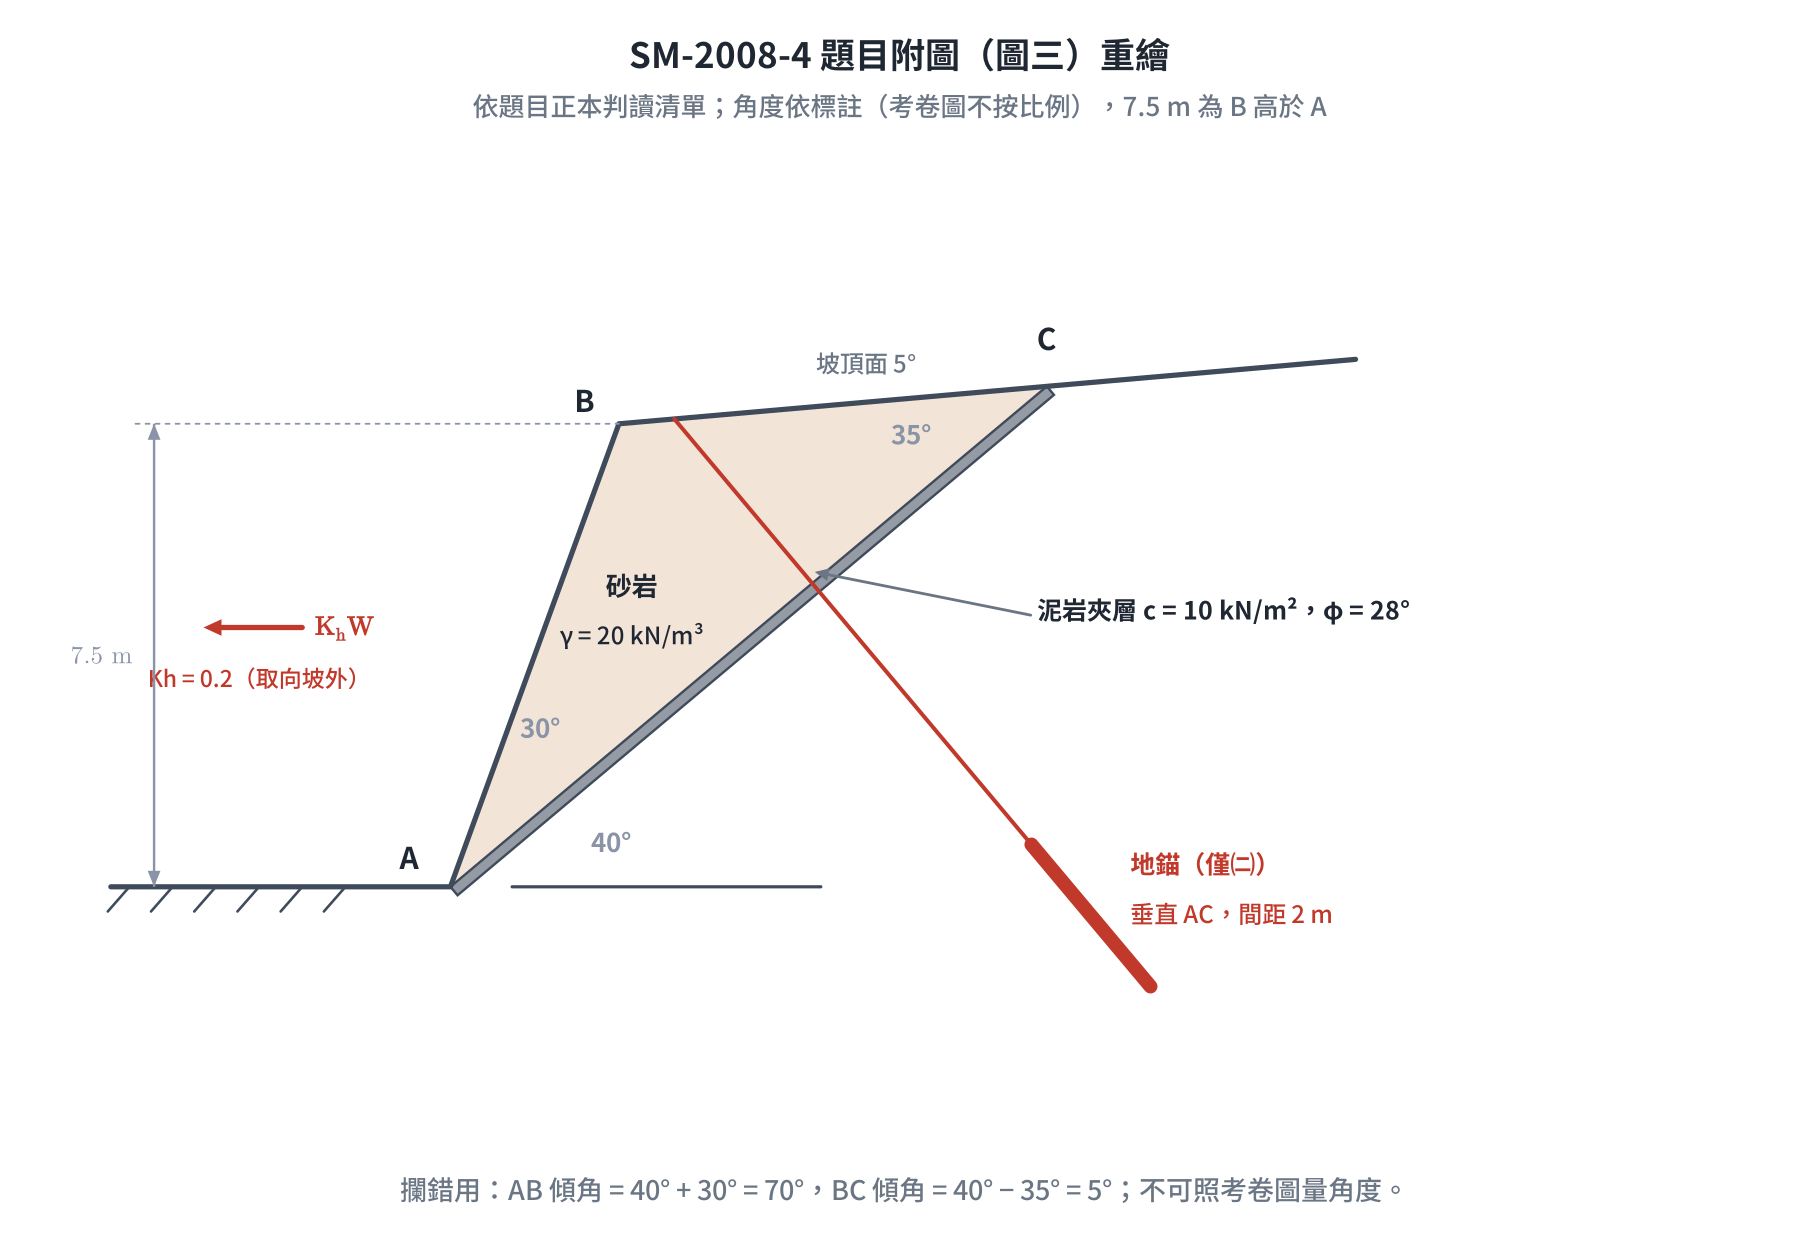 SM-2008-4 題目附圖（圖三）重繪
依題目正本判讀清單；角度依標註（考卷圖不按比例），7.5 m 為 B 高於 A
C
坡頂面 5°
B
35°
砂岩
γ = 20 kN/m³
泥岩夾層 c = 10 kN/m²，ϕ = 28°
KhW
7.5 m
Kh = 0.2（取向坡外）
30°
40°
A
地錨（僅㈡）
垂直 AC，間距 2 m
攔錯用：AB 傾角 = 40° + 30° = 70°，BC 傾角 = 40° − 35° = 5°；不可照考卷圖量角度。